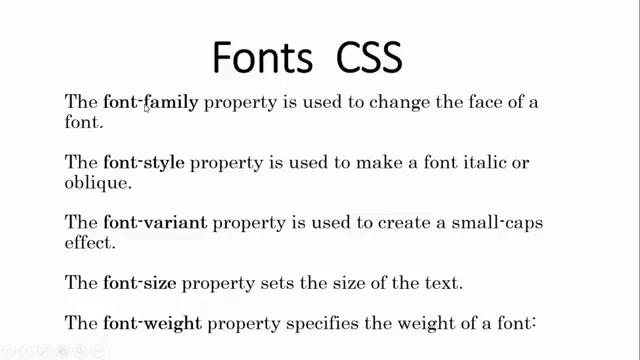 Fonts CSS
The font-family property is used to change the face of a
font.
The font-style property is used to make a font italic or
oblique.
The font-variant property is used to create a small-caps
effect.
The font-size property sets the size of the text.
The font-weight property specifies the weight of a font: